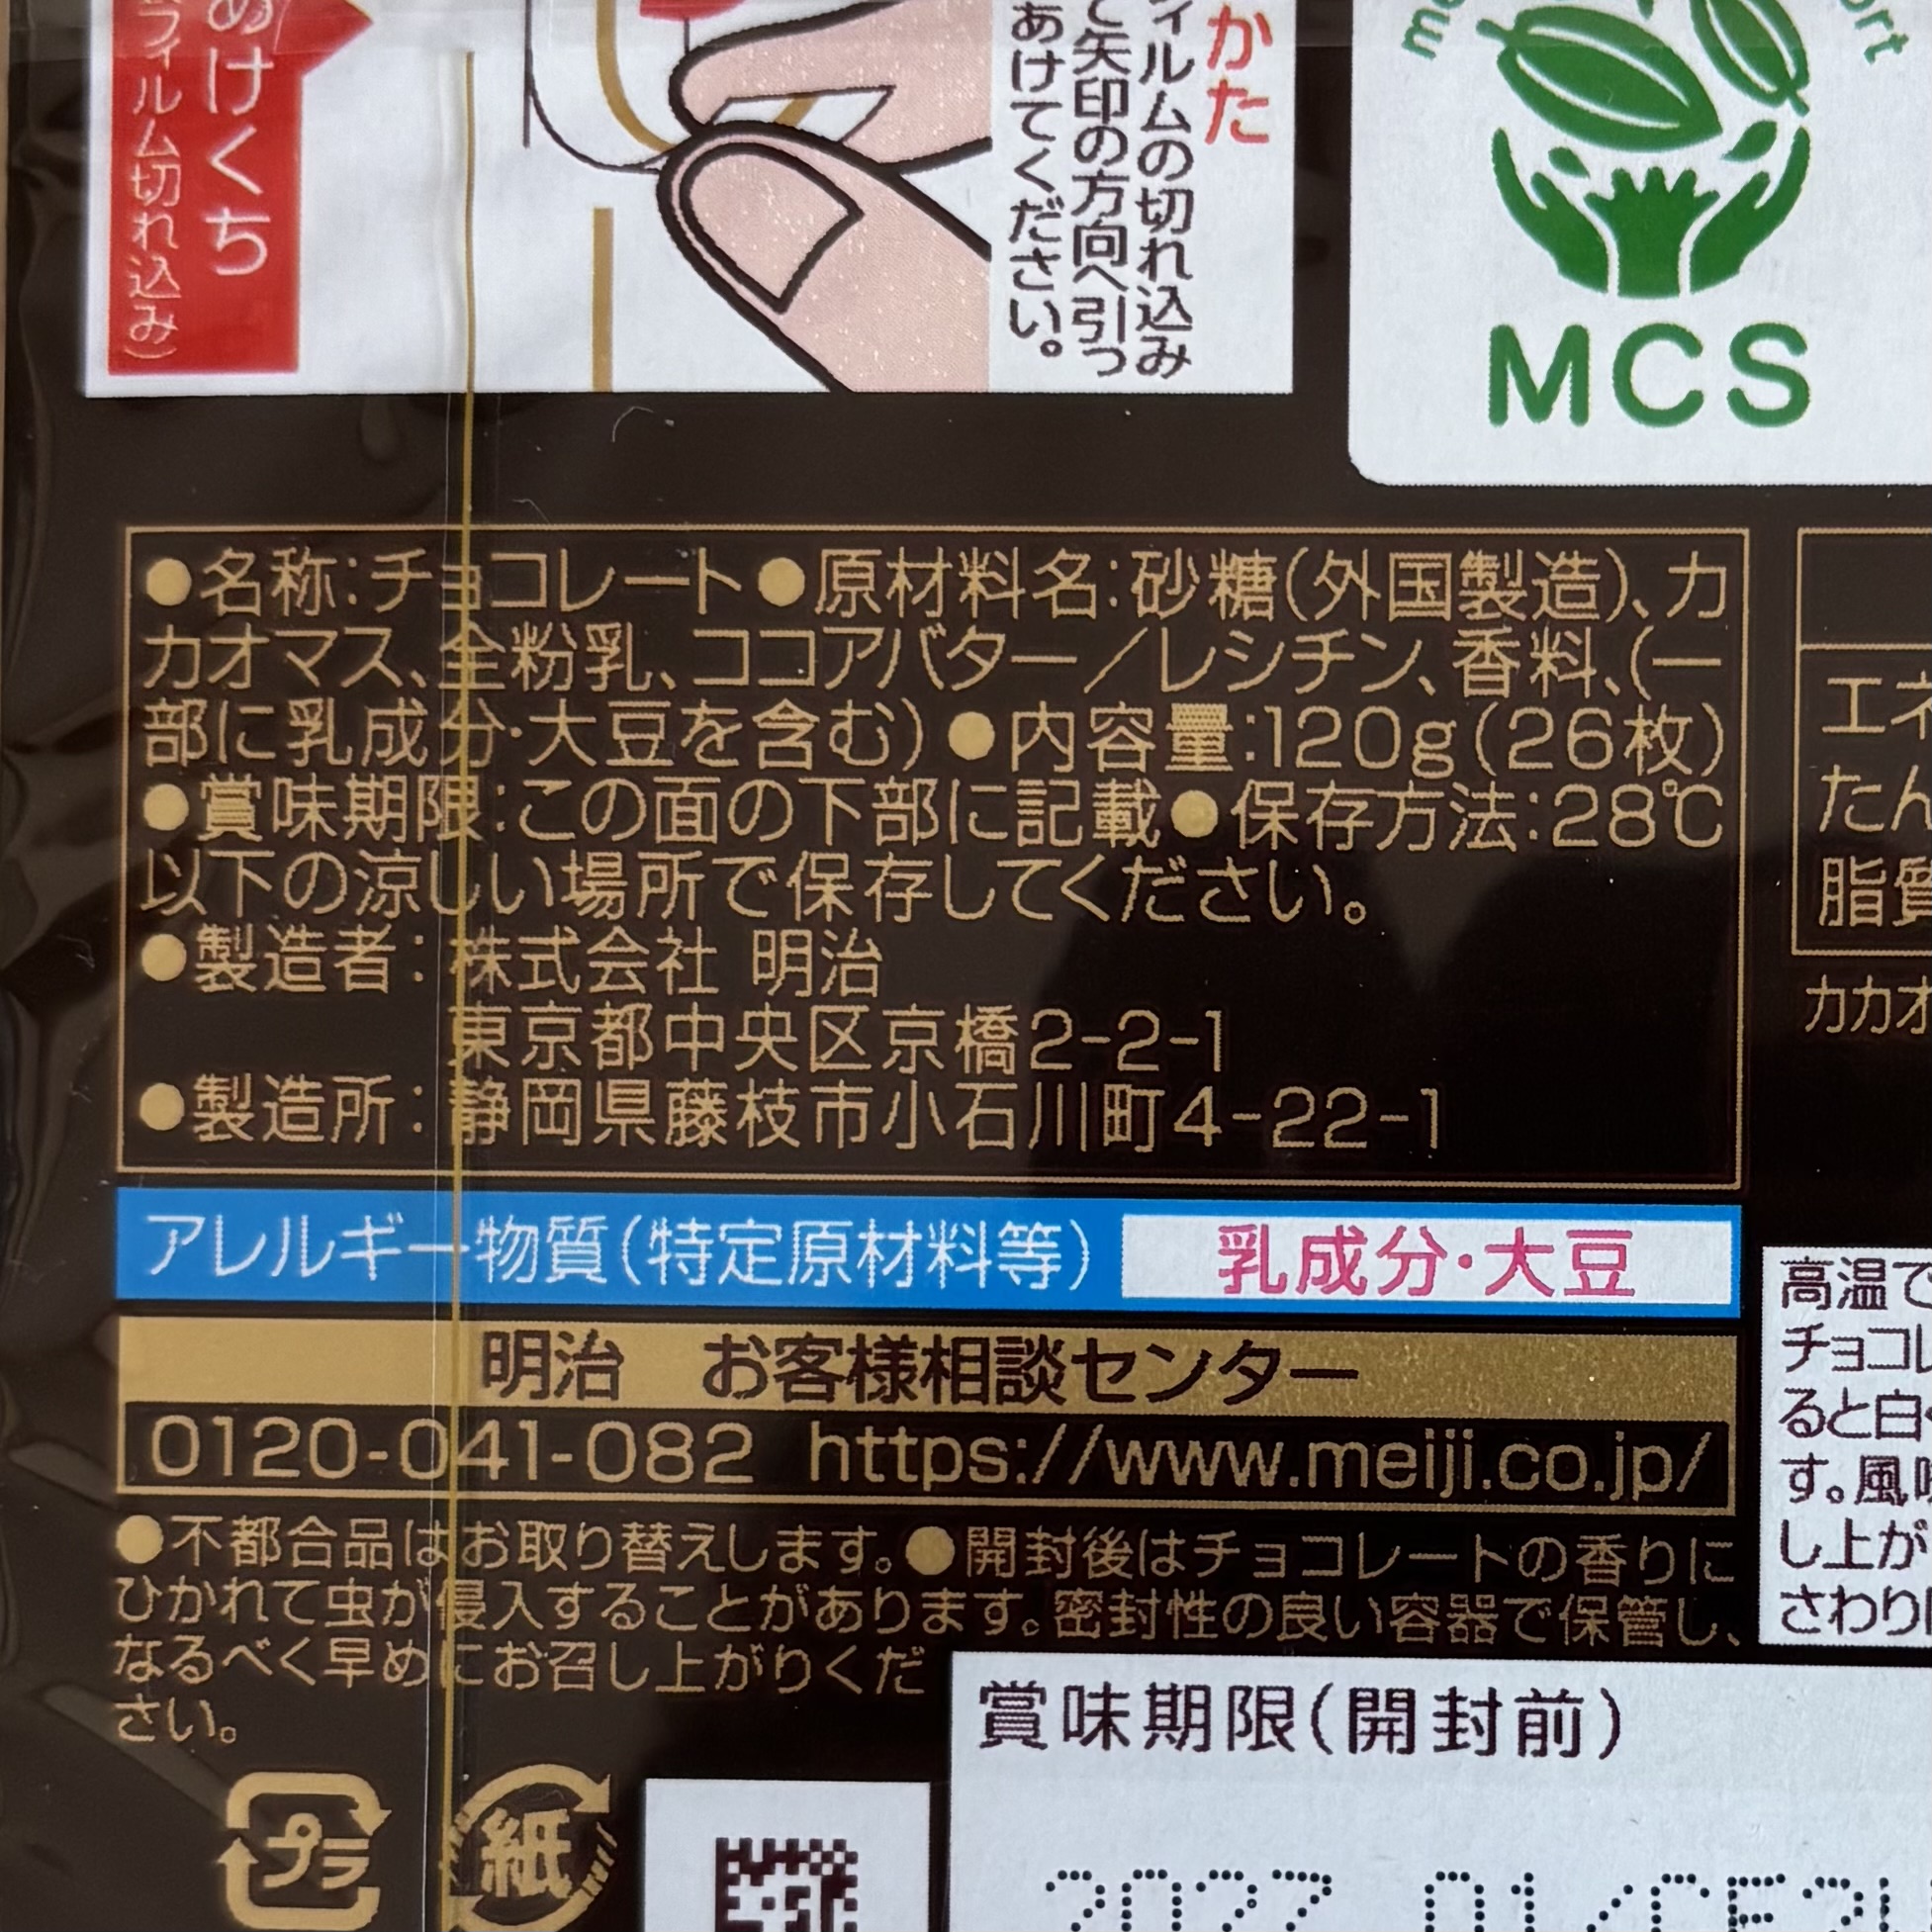 けくち
フィルム切れ込み）
かた
ィルムの切れ込み
と矢印の方向へ引っ
あけてください。
MCS
●名称:チョコレート●原材料名:砂糖(外国製造)、カ
カオマス、全粉乳、ココアバター／レシチン、香料、(一
部に乳成分・大豆を含む)●内容量:120g(26枚)
●賞味期限:この面の下部に記載●保存方法:28℃
以下の涼しい場所で保存してください。
●製造者：株式会社 明治
東京都中央区京橋2-2-1
●製造所：静岡県藤枝市小石川町4-22-1
エネ
たん
脂質
カカオ
アレルギー物質(特定原材料等) 乳成分・大豆
明治 お客様相談センター
0120-041-082 https://www.meiji.co.jp/
●不都合品はお取り替えします。●開封後はチョコレートの香りに
ひかれて虫が侵入することがあります。密封性の良い容器で保管し、
なるべく早めにお召し上がりくだ
さい。
高温で
チョコレ
ると白
す。風味
し上が
さわり
賞味期限(開封前)
プラ
紙
2027